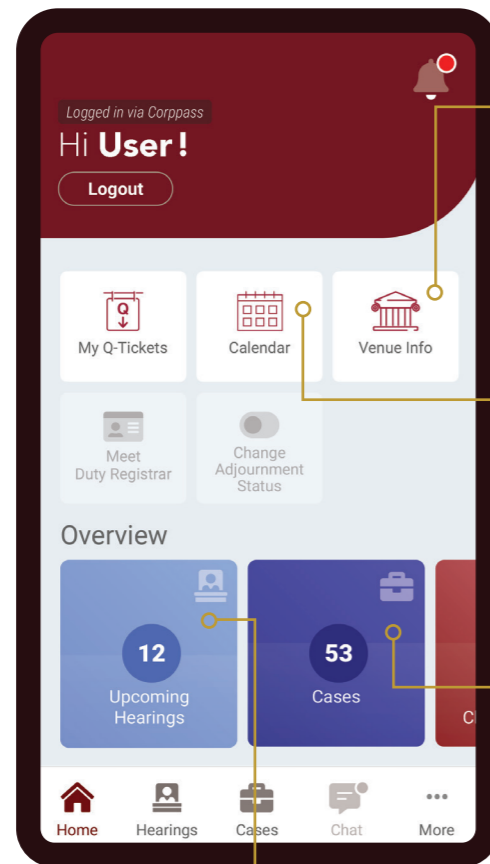 Logged in via Corppass
Hi User!
Logout
Q
My Q-Tickets
Calendar
Venue Info
Meet
Duty Registrar
Change
Adjournment
Status
Overview
12
Upcoming
Hearings
53
Cases
Home
Hearings
Cases
Chat
More